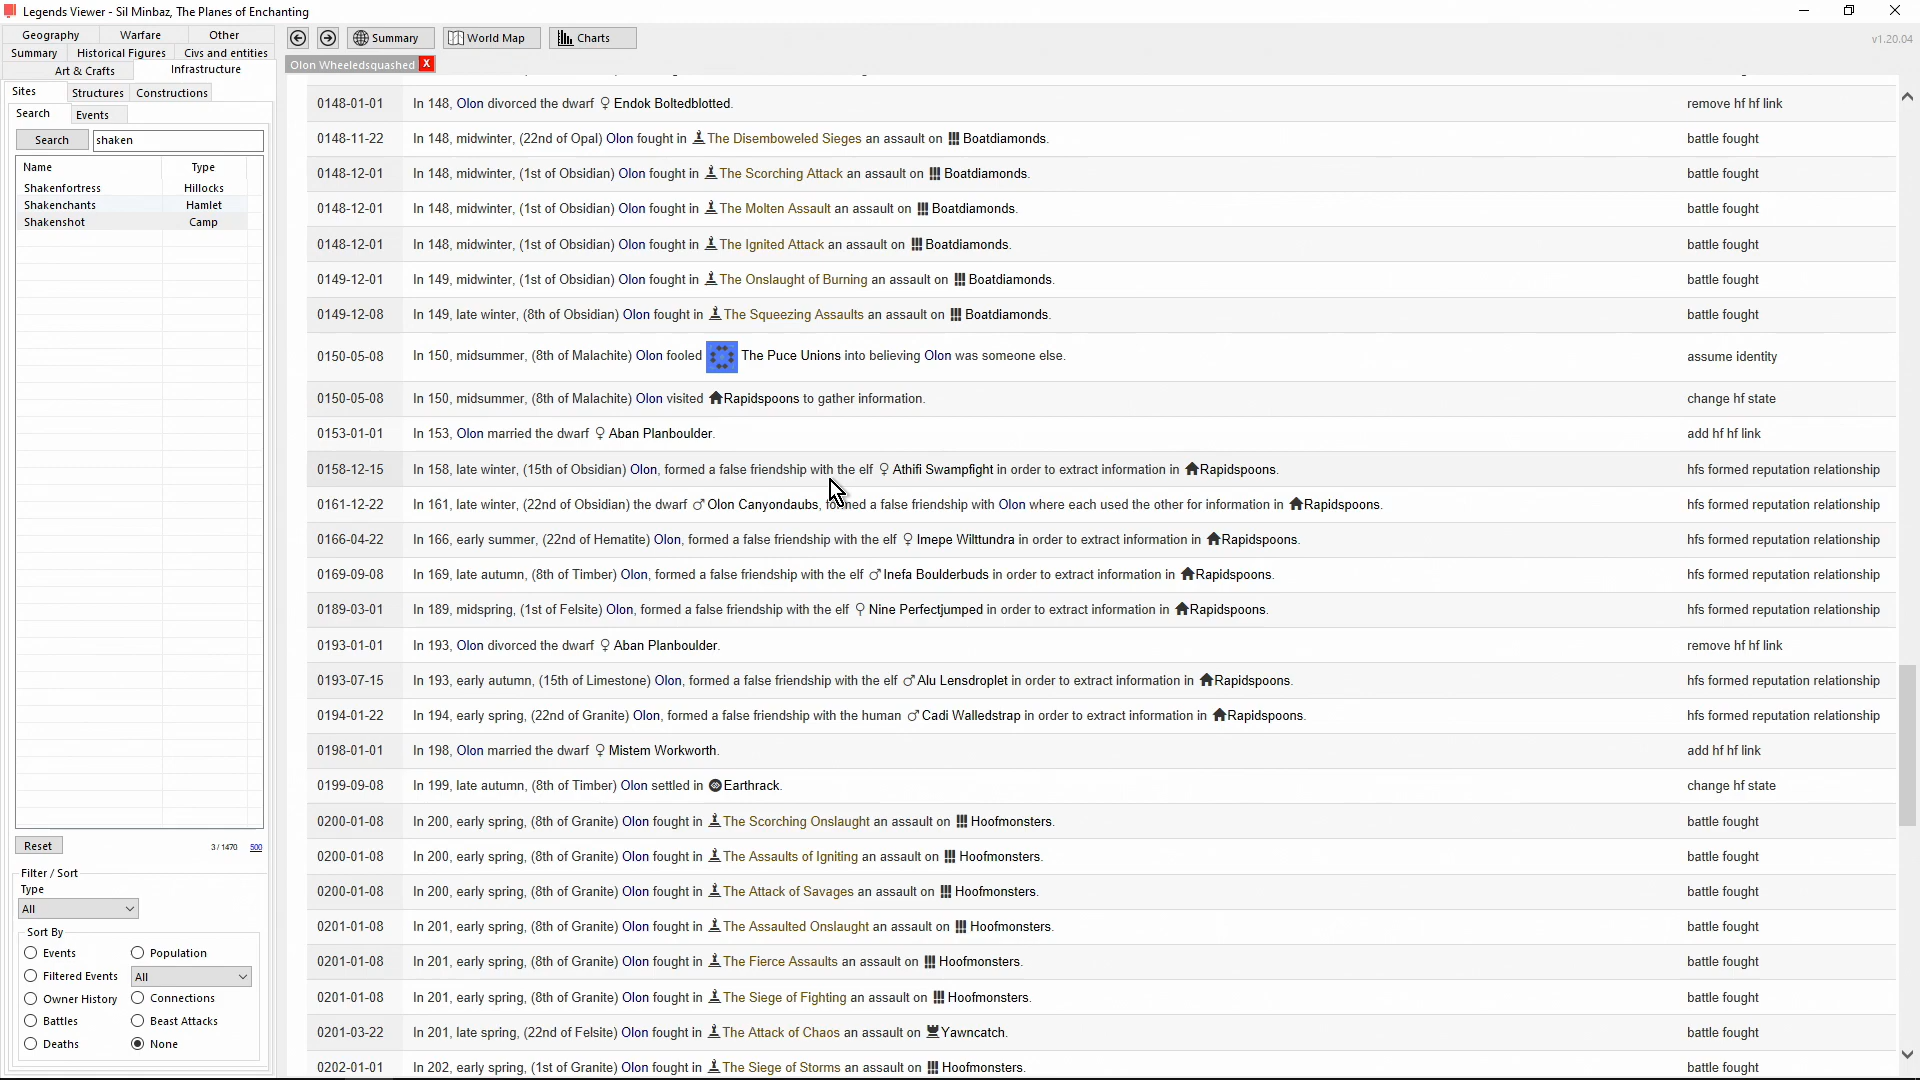 Legends Viewer - Sil Minbaz, The Planes of Enchanting
Geography Warfare Other
Summary Historical Figures Civs and entities
Art & Crafts Infrastructure
Sites Structures Constructions
Search Events
Search shaken
Name Type
Shakenfortress Hillocks
Shakenchants Hamlet
Shakenshot Camp
Reset 3 / 1470 500
Filter / Sort
Type
All
Sort By
Events Population
Filtered Events All
Owner History Connections
Battles Beast Attacks
Deaths None
Summary World Map Charts
v1.20.04
Olon Wheeledsquashed X
0148-01-01 In 148, Olon divorced the dwarf ♀ Endok Boltedblotted. remove hf hf link
0148-11-22 In 148, midwinter, (22nd of Opal) Olon fought in The Disemboweled Sieges an assault on Boatdiamonds. battle fought
0148-12-01 In 148, midwinter, (1st of Obsidian) Olon fought in The Scorching Attack an assault on Boatdiamonds. battle fought
0148-12-01 In 148, midwinter, (1st of Obsidian) Olon fought in The Molten Assault an assault on Boatdiamonds. battle fought
0148-12-01 In 148, midwinter, (1st of Obsidian) Olon fought in The Ignited Attack an assault on Boatdiamonds. battle fought
0149-12-01 In 149, midwinter, (1st of Obsidian) Olon fought in The Onslaught of Burning an assault on Boatdiamonds. battle fought
0149-12-08 In 149, late winter, (8th of Obsidian) Olon fought in The Squeezing Assaults an assault on Boatdiamonds. battle fought
0150-05-08 In 150, midsummer, (8th of Malachite) Olon fooled The Puce Unions into believing Olon was someone else. assume identity
0150-05-08 In 150, midsummer, (8th of Malachite) Olon visited Rapidspoons to gather information. change hf state
0153-01-01 In 153, Olon married the dwarf ♀ Aban Planboulder. add hf hf link
0158-12-15 In 158, late winter, (15th of Obsidian) Olon, formed a false friendship with the elf ♀ Athifi Swampfight in order to extract information in Rapidspoons. hfs formed reputation relationship
0161-12-22 In 161, late winter, (22nd of Obsidian) the dwarf ♂ Olon Canyondaubs, formed a false friendship with Olon where each used the other for information in Rapidspoons. hfs formed reputation relationship
0166-04-22 In 166, early summer, (22nd of Hematite) Olon, formed a false friendship with the elf ♀ Imepe Wilttundra in order to extract information in Rapidspoons. hfs formed reputation relationship
0169-09-08 In 169, late autumn, (8th of Timber) Olon, formed a false friendship with the elf ♂ Inefa Boulderbuds in order to extract information in Rapidspoons. hfs formed reputation relationship
0189-03-01 In 189, midspring, (1st of Felsite) Olon, formed a false friendship with the elf ♀ Nine Perfectjumped in order to extract information in Rapidspoons. hfs formed reputation relationship
0193-01-01 In 193, Olon divorced the dwarf ♀ Aban Planboulder. remove hf hf link
0193-07-15 In 193, early autumn, (15th of Limestone) Olon, formed a false friendship with the elf ♂ Alu Lensdroplet in order to extract information in Rapidspoons. hfs formed reputation relationship
0194-01-22 In 194, early spring, (22nd of Granite) Olon, formed a false friendship with the human ♂ Cadi Walledstrap in order to extract information in Rapidspoons. hfs formed reputation relationship
0198-01-01 In 198, Olon married the dwarf ♀ Mistem Workworth. add hf hf link
0199-09-08 In 199, late autumn, (8th of Timber) Olon settled in Earthrack. change hf state
0200-01-08 In 200, early spring, (8th of Granite) Olon fought in The Scorching Onslaught an assault on Hoofmonsters. battle fought
0200-01-08 In 200, early spring, (8th of Granite) Olon fought in The Assaults of Igniting an assault on Hoofmonsters. battle fought
0200-01-08 In 200, early spring, (8th of Granite) Olon fought in The Attack of Savages an assault on Hoofmonsters. battle fought
0201-01-08 In 201, early spring, (8th of Granite) Olon fought in The Assaulted Onslaught an assault on Hoofmonsters. battle fought
0201-01-08 In 201, early spring, (8th of Granite) Olon fought in The Fierce Assaults an assault on Hoofmonsters. battle fought
0201-01-08 In 201, early spring, (8th of Granite) Olon fought in The Siege of Fighting an assault on Hoofmonsters. battle fought
0201-03-22 In 201, late spring, (22nd of Felsite) Olon fought in The Attack of Chaos an assault on Yawncatch. battle fought
0202-01-01 In 202, early spring, (1st of Granite) Olon fought in The Siege of Storms an assault on Hoofmonsters. battle fought